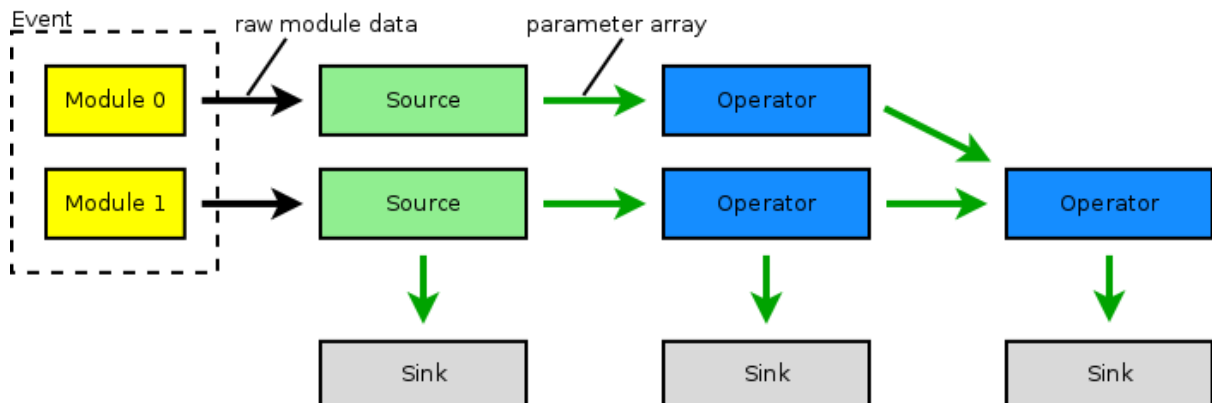 Event
raw module data
parameter array
Module 0
Source
Operator
Module 1
Source
Operator
Operator
Sink
Sink
Sink